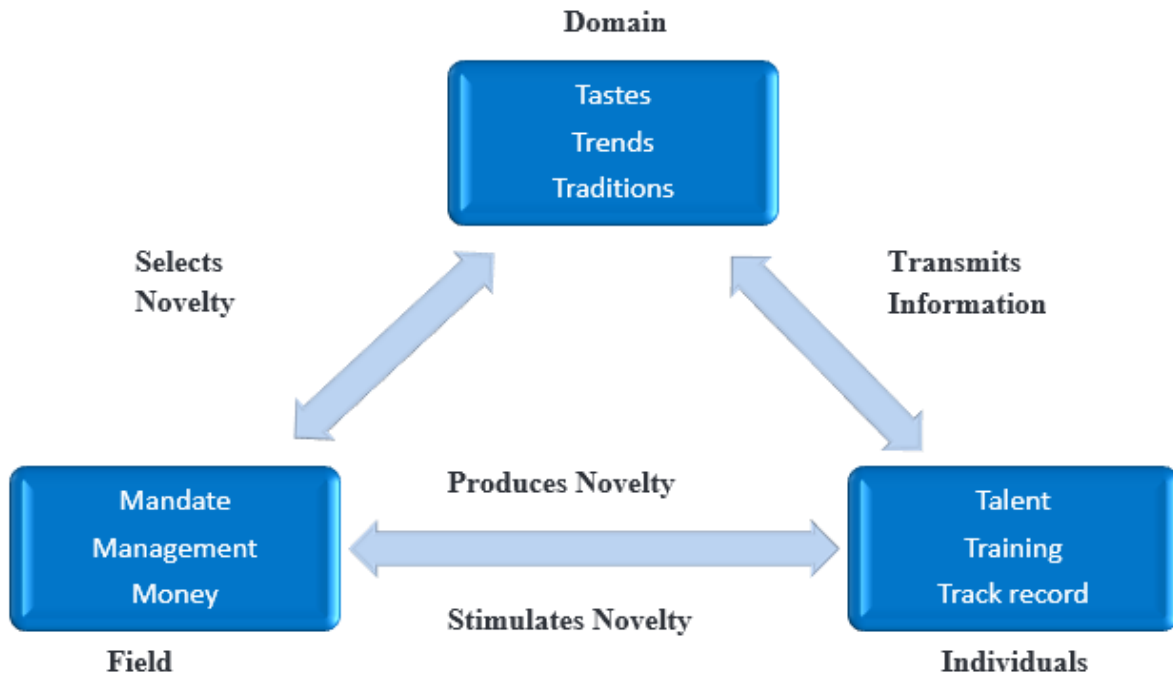 Domain
Tastes
Trends
Traditions
Selects
Novelty
Transmits
Information
Produces Novelty
Mandate
Management
Money
Talent
Training
Track record
Stimulates Novelty
Field
Individuals